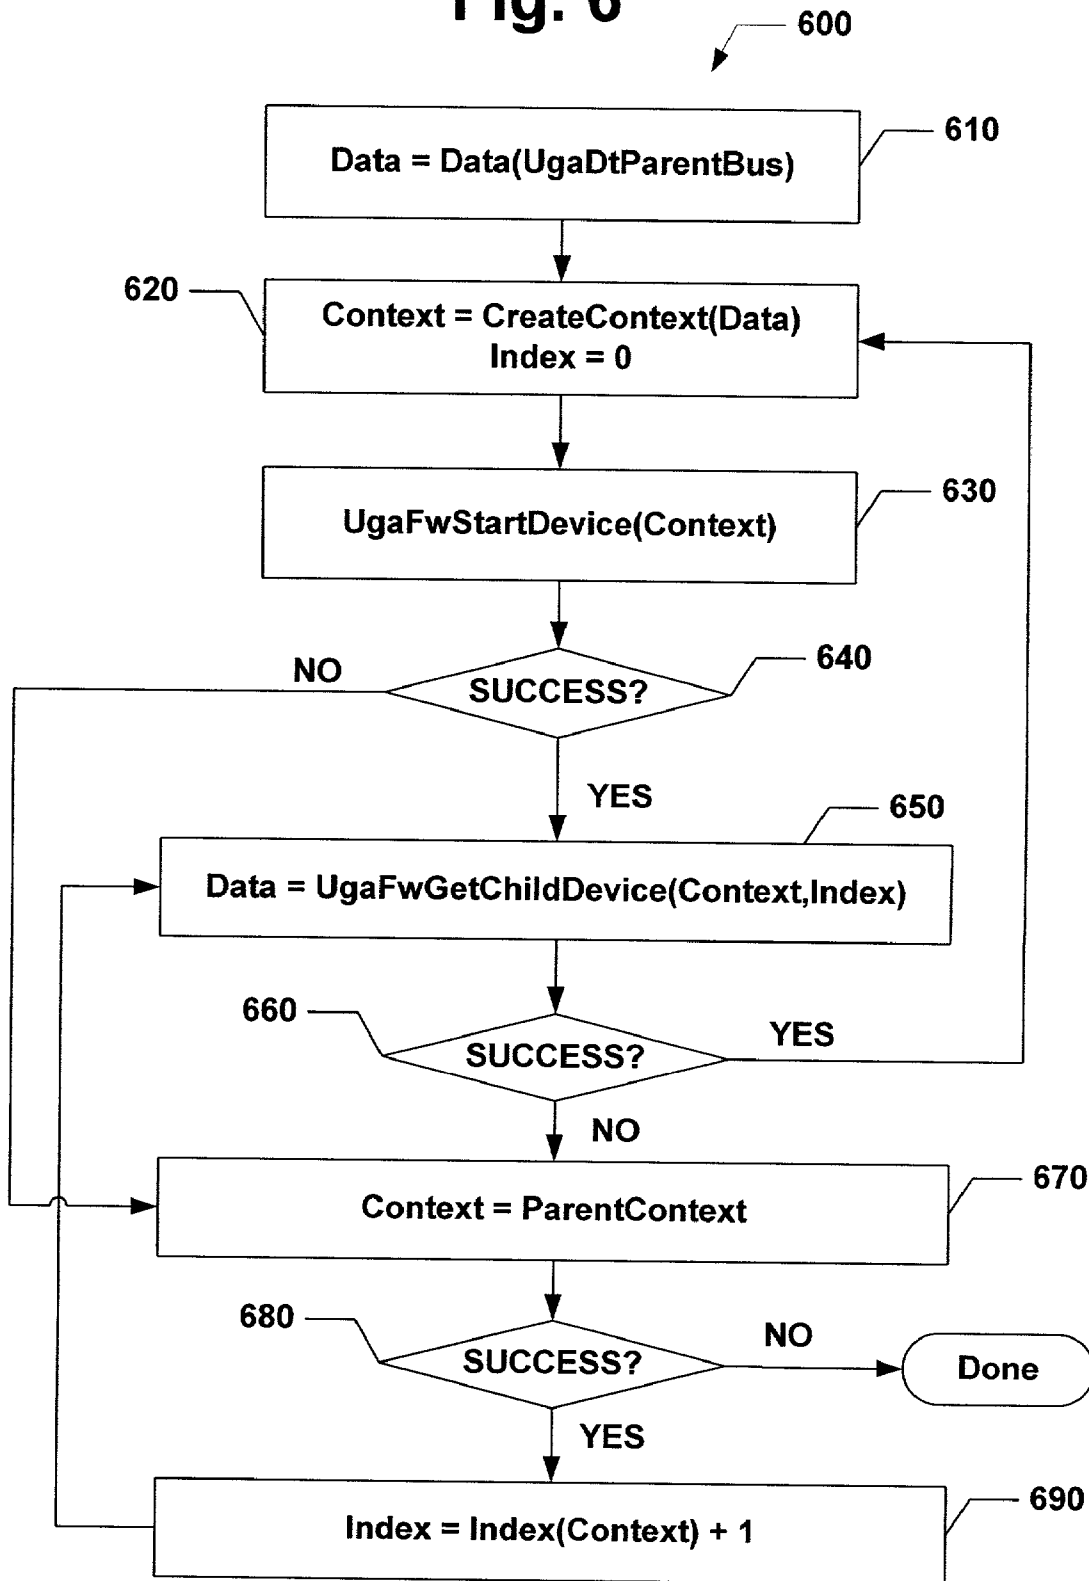 Fig. 6
600
Data = Data(UgaDtParentBus)
610
620
Context = CreateContext(Data)
Index = 0
UgaFwStartDevice(Context)
630
NO
SUCCESS?
640
YES
650
Data = UgaFwGetChildDevice(Context,Index)
660
SUCCESS?
YES
NO
Context = ParentContext
670
680
SUCCESS?
NO
Done
YES
Index = Index(Context) + 1
690